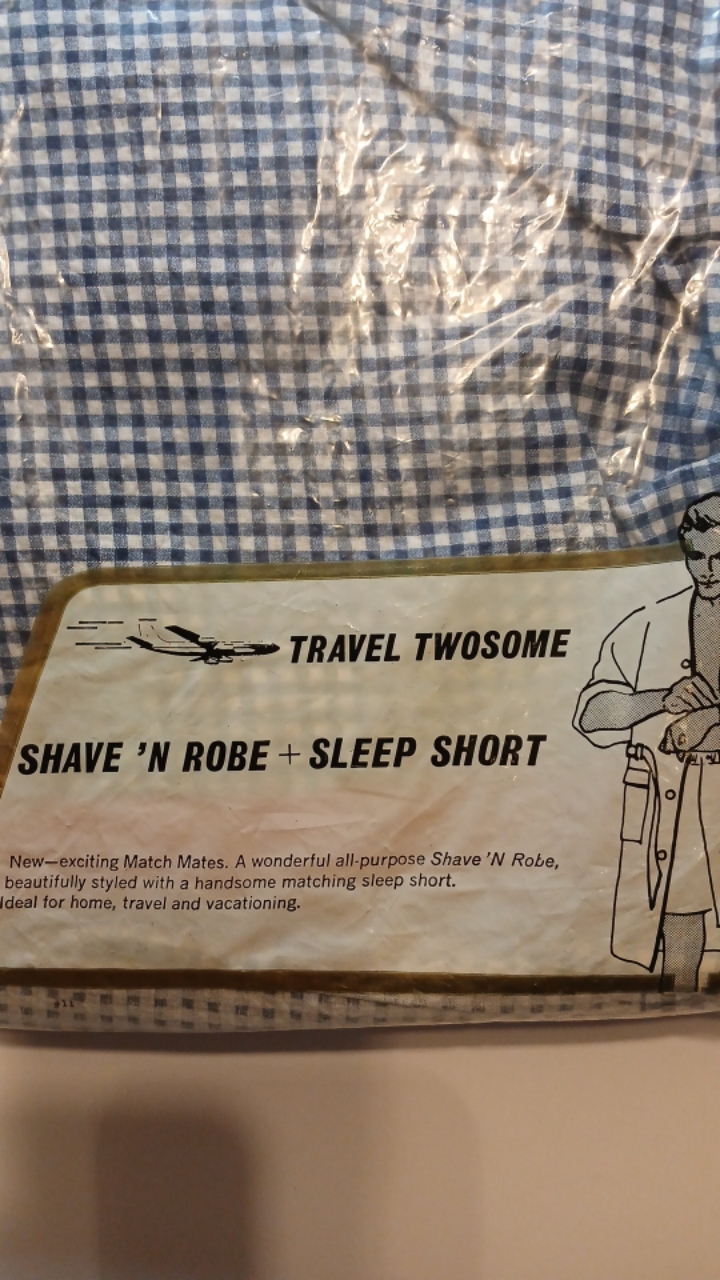 TRAVEL TWOSOME
SHAVE 'N ROBE + SLEEP SHORT
New—exciting Match Mates. A wonderful all-purpose Shave 'N Robe,
beautifully styled with a handsome matching sleep short.
Ideal for home, travel and vacationing.